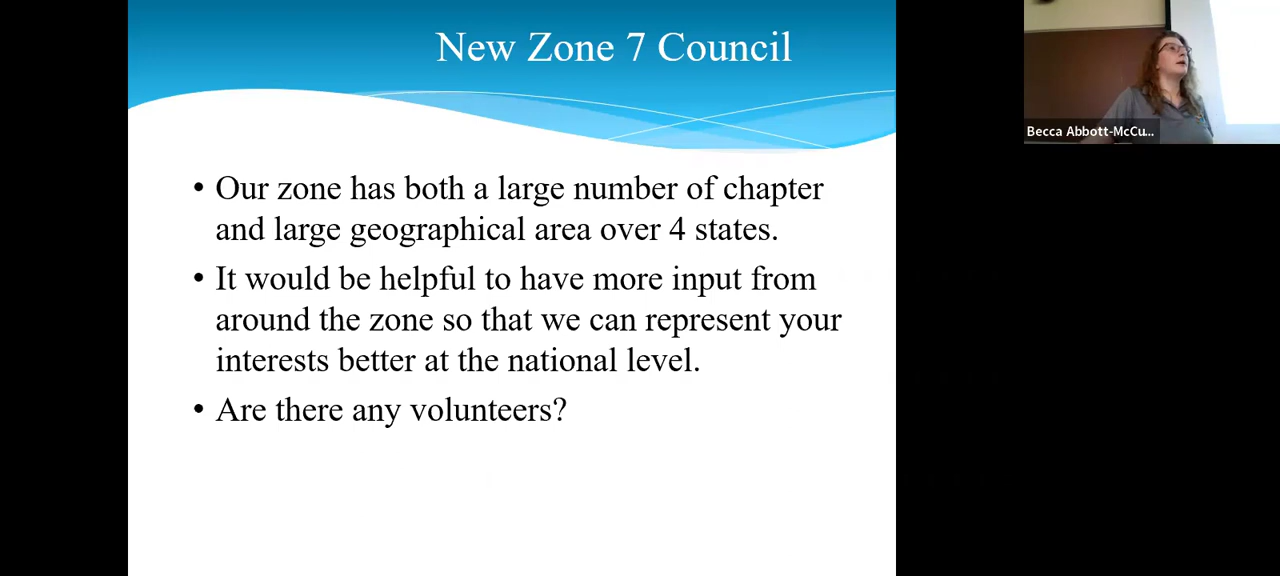 New Zone 7 Council
• Our zone has both a large number of chapter
and large geographical area over 4 states.
• It would be helpful to have more input from
around the zone so that we can represent your
interests better at the national level.
• Are there any volunteers?
Becca Abbott-McCu...